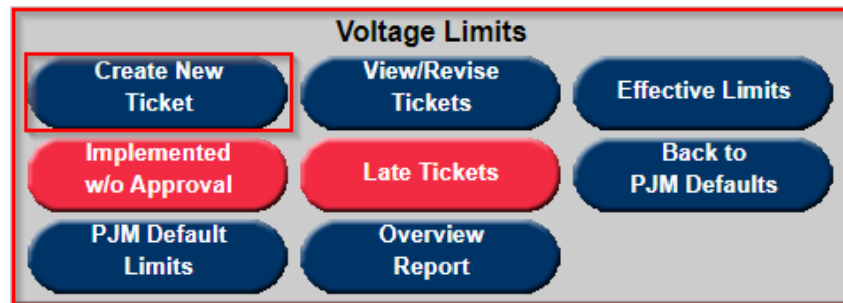 Voltage Limits
Create New
Ticket
View/Revise
Tickets
Effective Limits
Implemented
w/o Approval
Late Tickets
Back to
PJM Defaults
PJM Default
Limits
Overview
Report